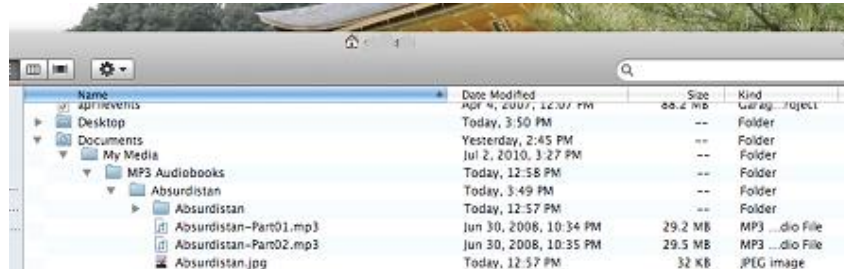 Name Date Modified Size Kind
aprilevents Apr 4, 2007, 12:07 PM 88.2 MB Garag...roject
Desktop Today, 3:50 PM -- Folder
Documents Yesterday, 2:45 PM -- Folder
My Media Jul 2, 2010, 3:27 PM -- Folder
MP3 Audiobooks Today, 12:58 PM -- Folder
Absurdistan Today, 3:49 PM -- Folder
Absurdistan Today, 12:57 PM -- Folder
Absurdistan-Part01.mp3 Jun 30, 2008, 10:34 PM 29.2 MB MP3 ...dio File
Absurdistan-Part02.mp3 Jun 30, 2008, 10:35 PM 29.5 MB MP3 ...dio File
Absurdistan.jpg Today, 12:57 PM 32 KB JPEG image